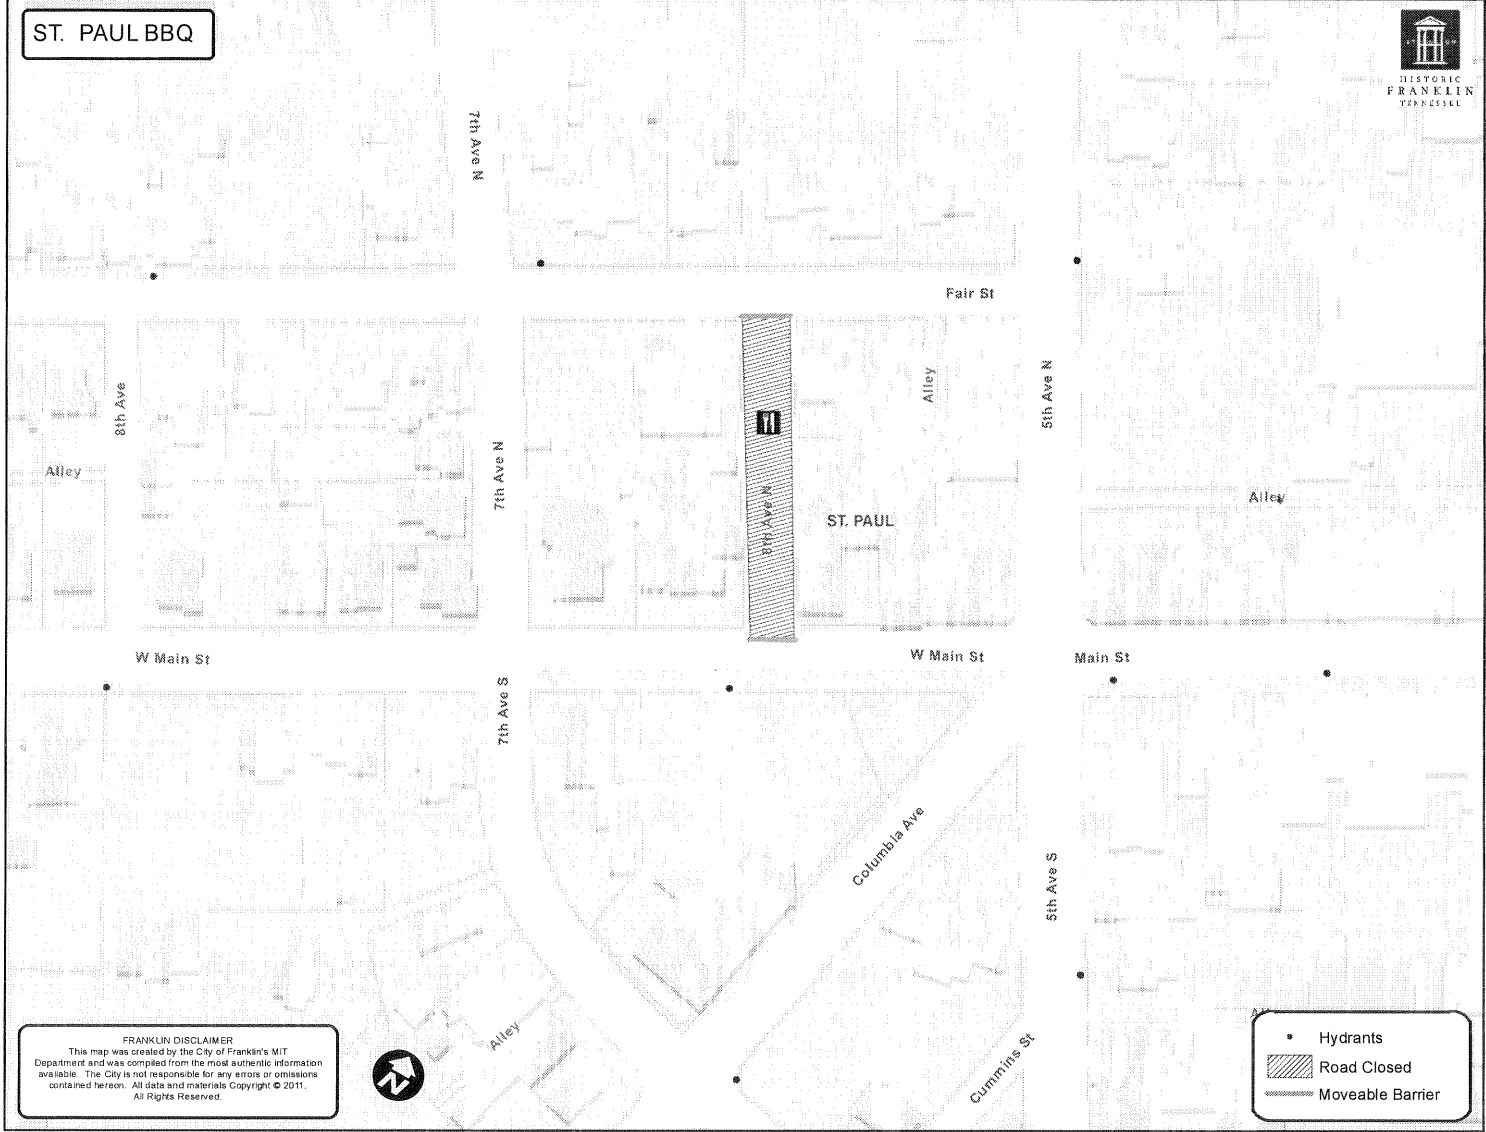 ST. PAUL BBQ
HISTORIC
FRANKLIN
TENNESSEE
7th Ave N
Fair St
8th Ave
Alley
7th Ave N
Ave N
Alley
5th Ave N
ST. PAUL
Alley
W Main St
W Main St
Main St
7th Ave S
Columbia Ave
5th Ave S
Alley
Cummins St
FRANKLIN DISCLAIMER
This map was created by the City of Franklin's MIT
Department and was compiled from the most authentic information
available. The City is not responsible for any errors or omissions
contained hereon. All data and materials Copyright © 2011.
All Rights Reserved.
N
Hydrants
Road Closed
Moveable Barrier